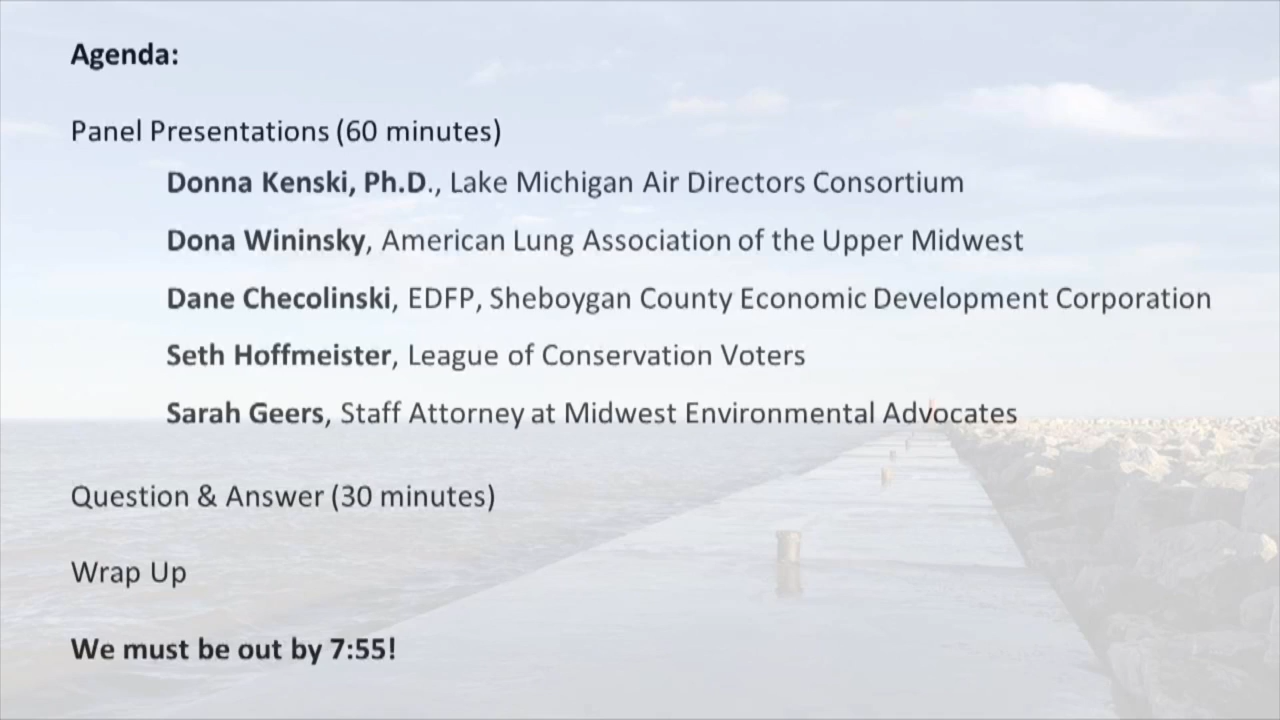 Agenda:
Panel Presentations (60 minutes)
Donna Kenski, Ph.D., Lake Michigan Air Directors Consortium
Dona Wininsky, American Lung Association of the Upper Midwest
Dane Checolinski, EDFP, Sheboygan County Economic Development Corporation
Seth Hoffmeister, League of Conservation Voters
Sarah Geers, Staff Attorney at Midwest Environmental Advocates
Question & Answer (30 minutes)
Wrap Up
We must be out by 7:55!